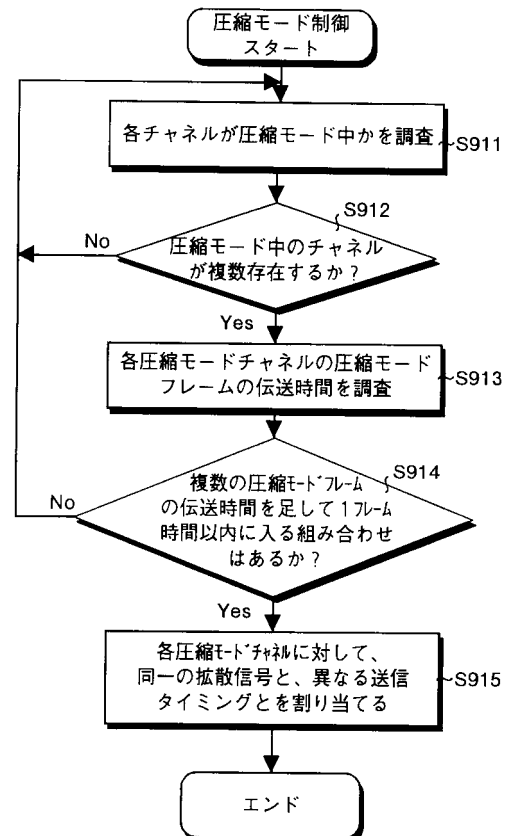 圧縮モード制御
スタート
各チャネルが圧縮モード中かを調査
S911
S912
No
圧縮モード中のチャネル
が複数存在するか？
Yes
各圧縮モードチャネルの圧縮モード
フレームの伝送時間を調査
S913
S914
No
複数の圧縮ﾓｰﾄﾞﾌﾚｰﾑ
の伝送時間を足して1ﾌﾚｰﾑ
時間以内に入る組み合わせ
はあるか？
Yes
各圧縮ﾓｰﾄﾞﾁｬﾈﾙに対して、
同一の拡散信号と、異なる送信
タイミングとを割り当てる
S915
エンド